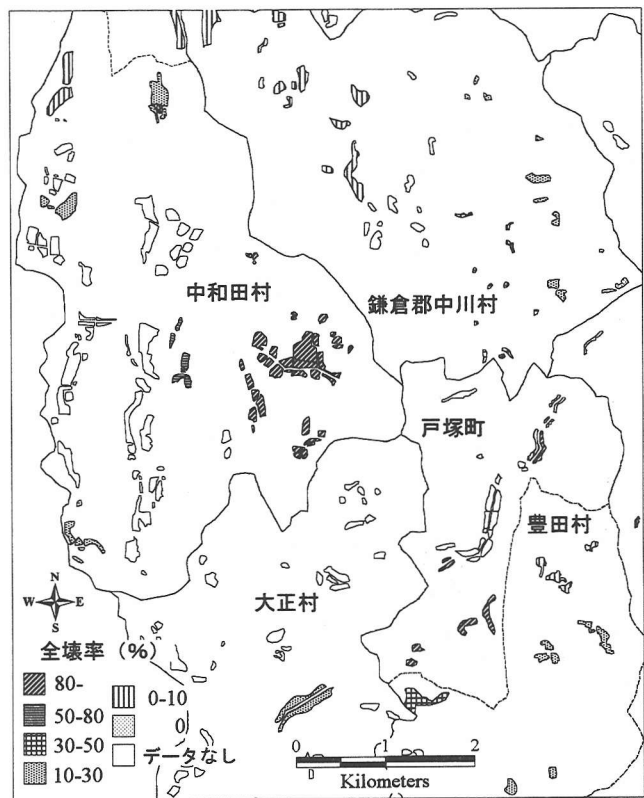 中和田村
鎌倉郡中川村
戸塚町
豊田村
大正村
N
W E
S
全壊率（%）
80-
50-80
30-50
10-30
0-10
0
データなし
0 1 2
Kilometers